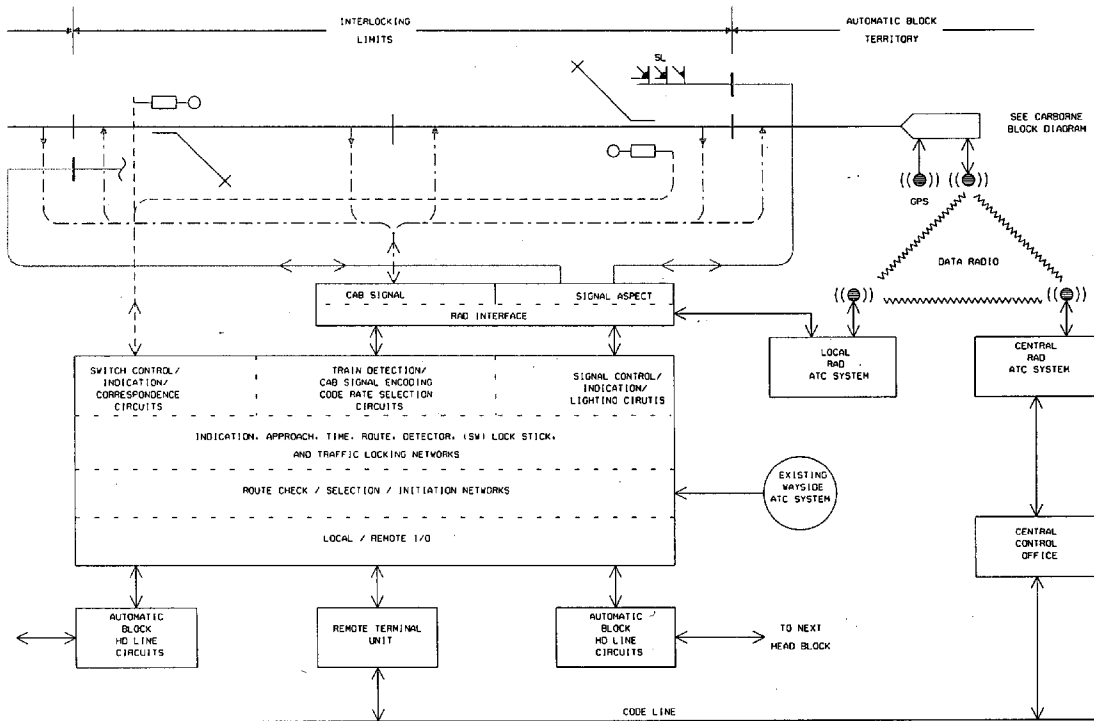 INTERLOCKING
LIMITS
AUTOMATIC BLOCK
TERRITORY
SL
SEE CARBORNE
BLOCK DIAGRAM
GPS
DATA RADIO
CAB SIGNAL
SIGNAL ASPECT
RAD INTERFACE
LOCAL
RAD
ATC SYSTEM
CENTRAL
RAD
ATC SYSTEM
SWITCH CONTROL/
INDICATION/
CORRESPONDENCE
CIRCUITS
TRAIN DETECTION/
CAB SIGNAL ENCODING
CODE RATE SELECTION
CIRCUITS
SIGNAL CONTROL/
INDICATION/
LIGHTING CIRUTIS
INDICATION, APPROACH, TIME, ROUTE, DETECTOR, (SW) LOCK STICK,
AND TRAFFIC LOCKING NETWORKS
ROUTE CHECK / SELECTION / INITIATION NETWORKS
EXISTING
WAYSIDE
ATC SYSTEM
LOCAL / REMOTE I/O
CENTRAL
CONTROL
OFFICE
AUTOMATIC
BLOCK
HD LINE
CIRCUITS
REMOTE TERMINAL
UNIT
AUTOMATIC
BLOCK
HD LINE
CIRCUITS
TO NEXT
HEAD BLOCK
CODE LINE